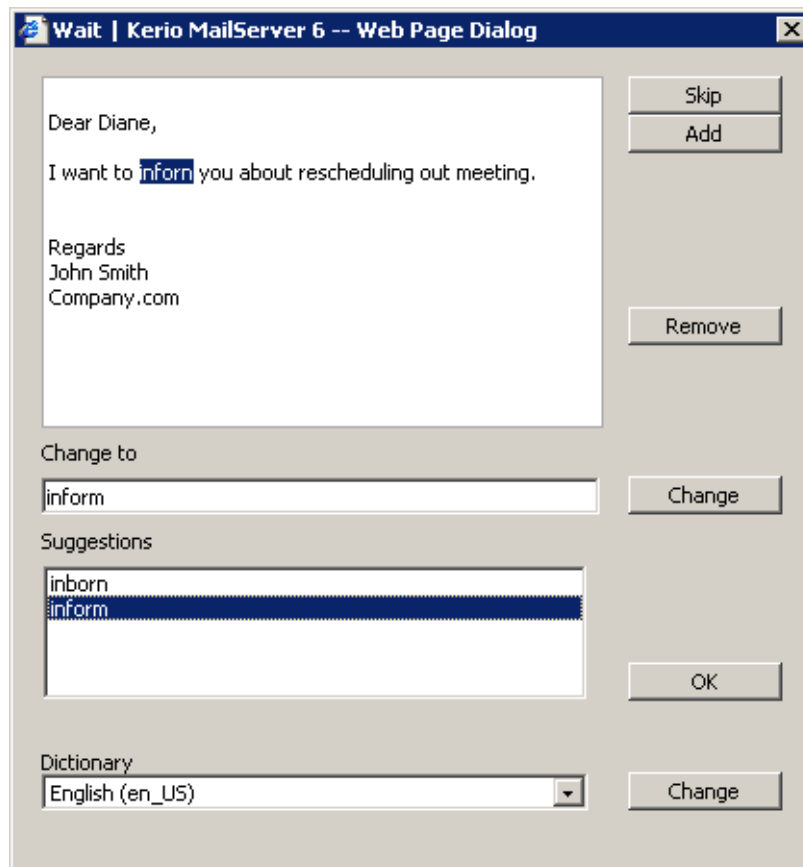 Wait | Kerio MailServer 6 -- Web Page Dialog
Skip
Add
Dear Diane,
I want to inforn you about rescheduling out meeting.
Regards
John Smith
Company.com
Remove
Change to
inform
Change
Suggestions
inborn
inform
OK
Dictionary
English (en_US)
Change